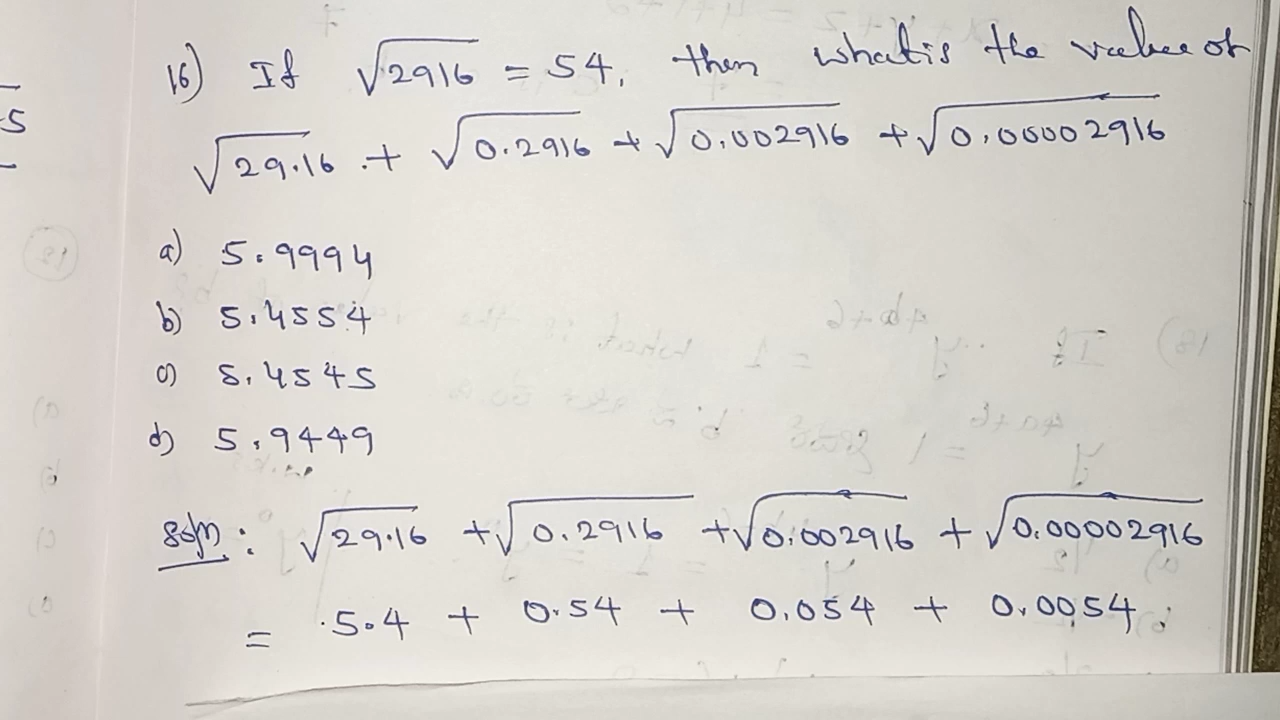 16) If √2916 = 54, then what is the value of
√29.16 + √0.2916 + √0.002916 + √0.00002916
a) 5.9994
b) 5.4554
c) 5.4545
d) 5.9449
Soln: √29.16 + √0.2916 + √0.002916 + √0.00002916
= 5.4 + 0.54 + 0.054 + 0.0054